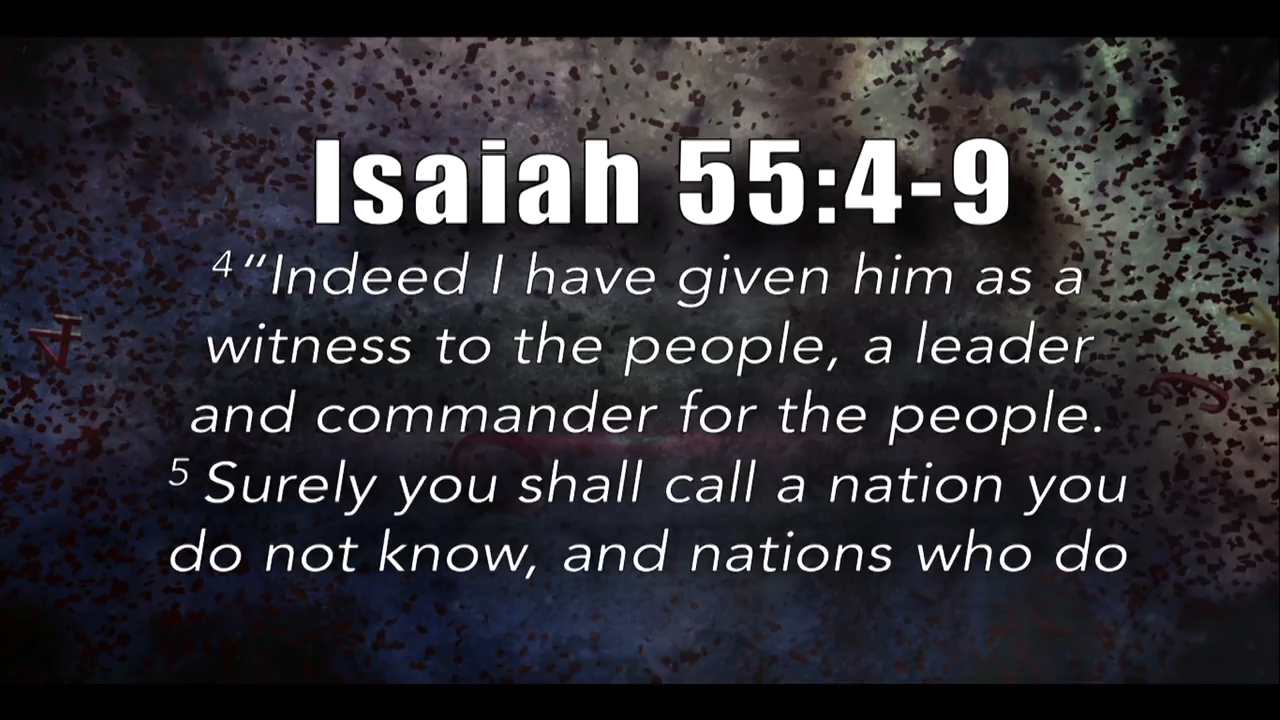 Isaiah 55:4-9
4 “Indeed I have given him as a
witness to the people, a leader
and commander for the people.
5 Surely you shall call a nation you
do not know, and nations who do